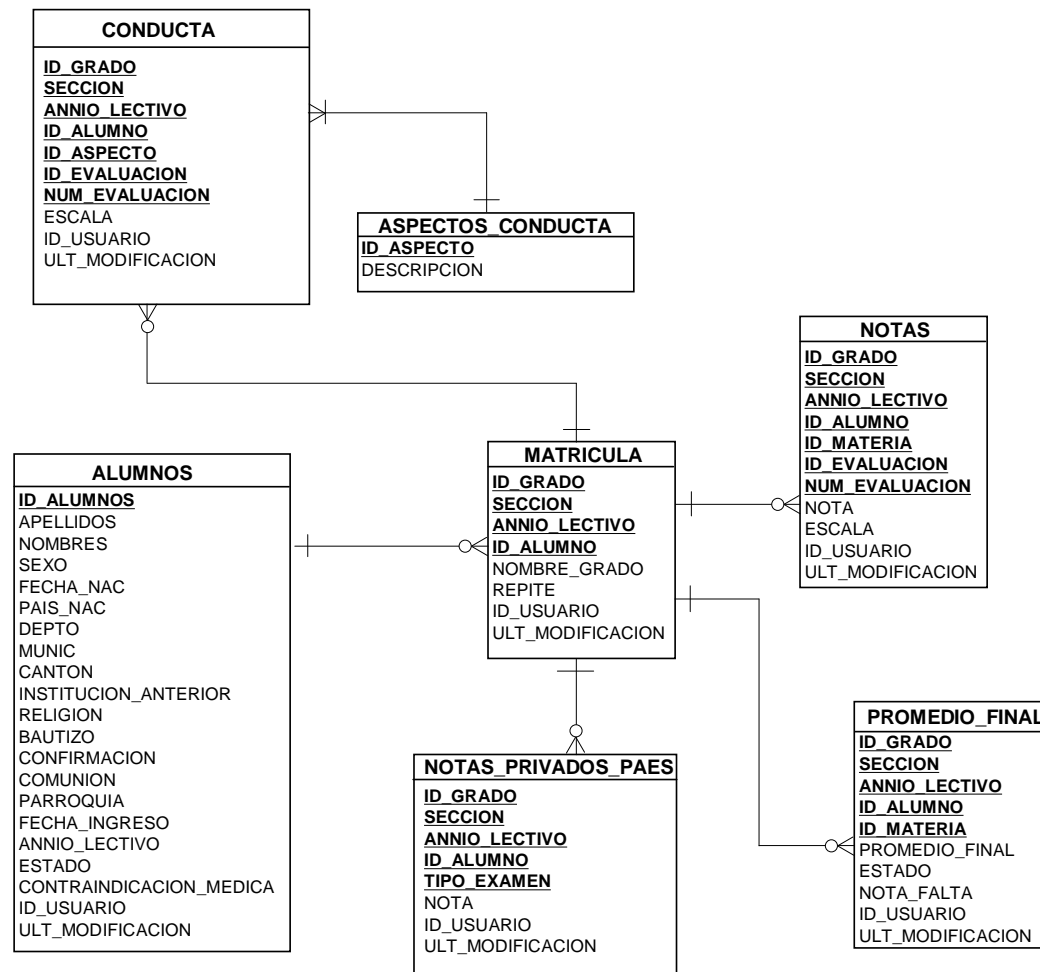 CONDUCTA
ID_GRADO
SECCION
ANNIO_LECTIVO
ID_ALUMNO
ID_ASPECTO
ID_EVALUACION
NUM_EVALUACION
ESCALA
ID_USUARIO
ULT_MODIFICACION
ASPECTOS_CONDUCTA
ID_ASPECTO
DESCRIPCION
NOTAS
ID_GRADO
SECCION
ANNIO_LECTIVO
ID_ALUMNO
ID_MATERIA
ID_EVALUACION
NUM_EVALUACION
NOTA
ESCALA
ID_USUARIO
ULT_MODIFICACION
ALUMNOS
ID_ALUMNOS
APELLIDOS
NOMBRES
SEXO
FECHA_NAC
PAIS_NAC
DEPTO
MUNIC
CANTON
INSTITUCION_ANTERIOR
RELIGION
BAUTIZO
CONFIRMACION
COMUNION
PARROQUIA
FECHA_INGRESO
ANNIO_LECTIVO
ESTADO
CONTRAINDICACION_MEDICA
ID_USUARIO
ULT_MODIFICACION
MATRICULA
ID_GRADO
SECCION
ANNIO_LECTIVO
ID_ALUMNO
NOMBRE_GRADO
REPITE
ID_USUARIO
ULT_MODIFICACION
NOTAS_PRIVADOS_PAES
ID_GRADO
SECCION
ANNIO_LECTIVO
ID_ALUMNO
TIPO_EXAMEN
NOTA
ID_USUARIO
ULT_MODIFICACION
PROMEDIO_FINAL
ID_GRADO
SECCION
ANNIO_LECTIVO
ID_ALUMNO
ID_MATERIA
PROMEDIO_FINAL
ESTADO
NOTA_FALTA
ID_USUARIO
ULT_MODIFICACION